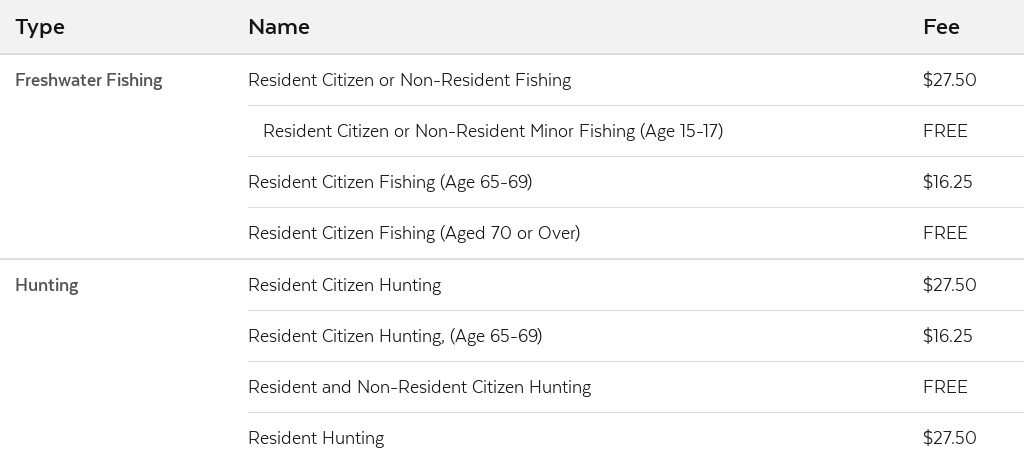 Type Name Fee
Freshwater Fishing Resident Citizen or Non-Resident Fishing $27.50
Resident Citizen or Non-Resident Minor Fishing (Age 15-17) FREE
Resident Citizen Fishing (Age 65-69) $16.25
Resident Citizen Fishing (Aged 70 or Over) FREE
Hunting Resident Citizen Hunting $27.50
Resident Citizen Hunting, (Age 65-69) $16.25
Resident and Non-Resident Citizen Hunting FREE
Resident Hunting $27.50